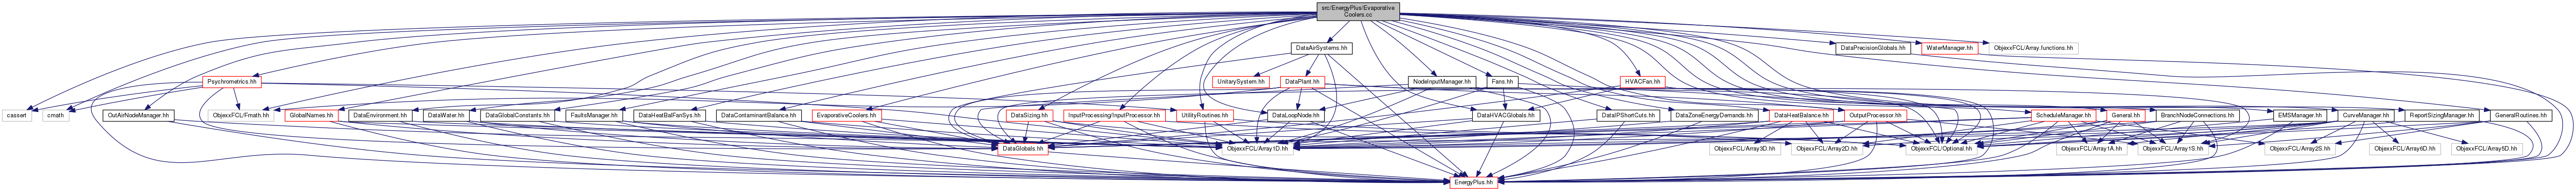 src/EnergyPlus/Evaporative
Coolers.cc
DataAirSystems.hh
DataPrecisionGlobals.hh
WaterManager.hh
ObjexxFCL/Array.functions.hh
Psychrometrics.hh
UnitarySystem.hh
DataPlant.hh
NodeInputManager.hh
Fans.hh
HVACFan.hh
cassert
cmath
OutAirNodeManager.hh
ObjexxFCL/Fmath.hh
GlobalNames.hh
DataEnvironment.hh
DataWater.hh
DataGlobalConstants.hh
FaultsManager.hh
DataHeatBalFanSys.hh
DataContaminantBalance.hh
EvaporativeCoolers.hh
DataSizing.hh
InputProcessing/InputProcessor.hh
UtilityRoutines.hh
DataLoopNode.hh
DataHVACGlobals.hh
DataIPShortCuts.hh
DataZoneEnergyDemands.hh
DataHeatBalance.hh
OutputProcessor.hh
ScheduleManager.hh
General.hh
BranchNodeConnections.hh
EMSManager.hh
CurveManager.hh
ReportSizingManager.hh
GeneralRoutines.hh
DataGlobals.hh
ObjexxFCL/Array1D.hh
ObjexxFCL/Array3D.hh
ObjexxFCL/Array2D.hh
ObjexxFCL/Optional.hh
ObjexxFCL/Array1A.hh
ObjexxFCL/Array1S.hh
ObjexxFCL/Array2S.hh
ObjexxFCL/Array6D.hh
ObjexxFCL/Array5D.hh
EnergyPlus.hh